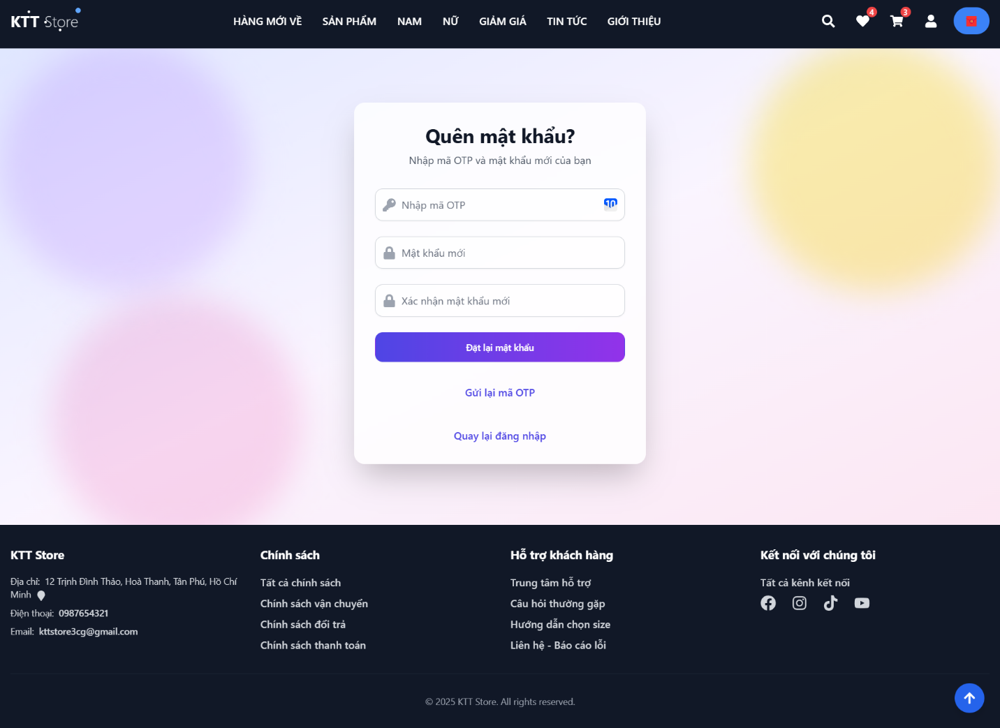 KTT Store
HÀNG MỚI VỀ
SẢN PHẨM
NAM
NỮ
GIẢM GIÁ
TIN TỨC
GIỚI THIỆU
4
3
Quên mật khẩu?
Nhập mã OTP và mật khẩu mới của bạn
Nhập mã OTP
10
Mật khẩu mới
Xác nhận mật khẩu mới
Đặt lại mật khẩu
Gửi lại mã OTP
Quay lại đăng nhập
KTT Store
Địa chỉ: 12 Trịnh Đình Thảo, Hoà Thanh, Tân Phú, Hồ Chí
Minh
Điện thoại: 0987654321
Email: kttstore3cg@gmail.com
Chính sách
Tất cả chính sách
Chính sách vận chuyển
Chính sách đổi trả
Chính sách thanh toán
Hỗ trợ khách hàng
Trung tâm hỗ trợ
Câu hỏi thường gặp
Hướng dẫn chọn size
Liên hệ - Báo cáo lỗi
Kết nối với chúng tôi
Tất cả kênh kết nối
© 2025 KTT Store. All rights reserved.